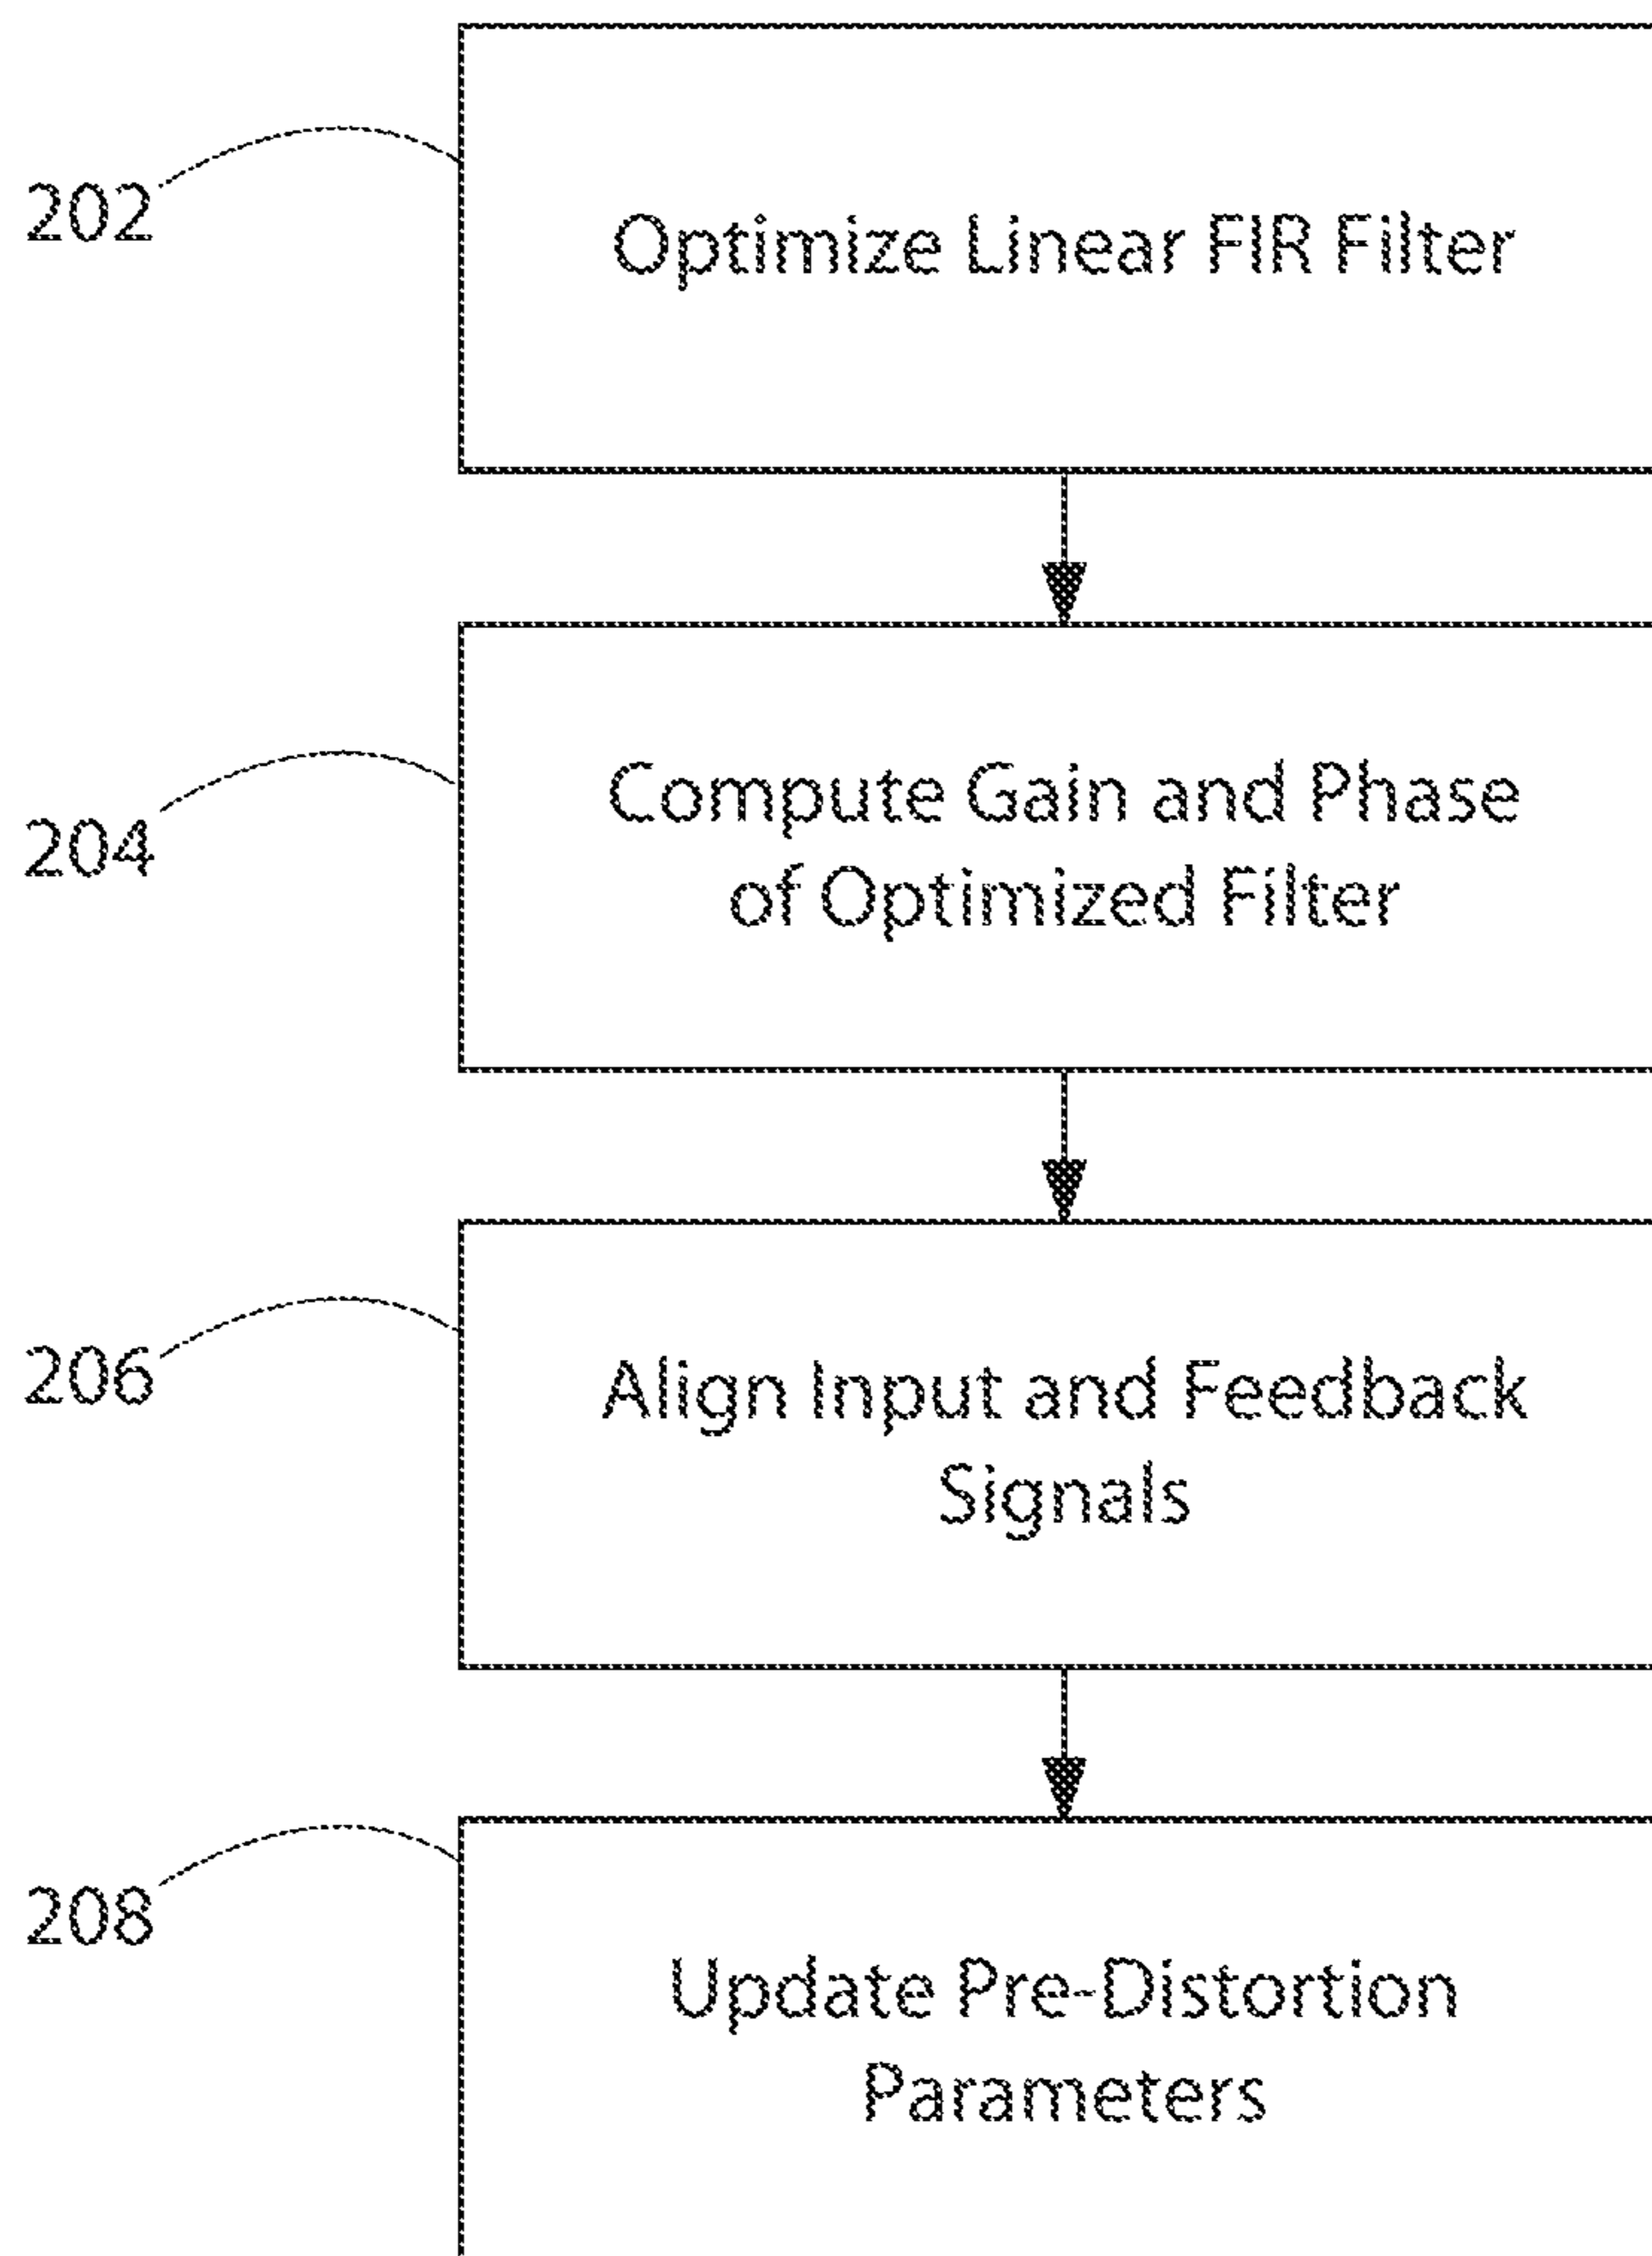 202
Optimize Linear FIR Filter
204
Compute Gain and Phase
of Optimized Filter
206
Align Input and Feedback
Signals
208
Update Pre-Distortion
Parameters